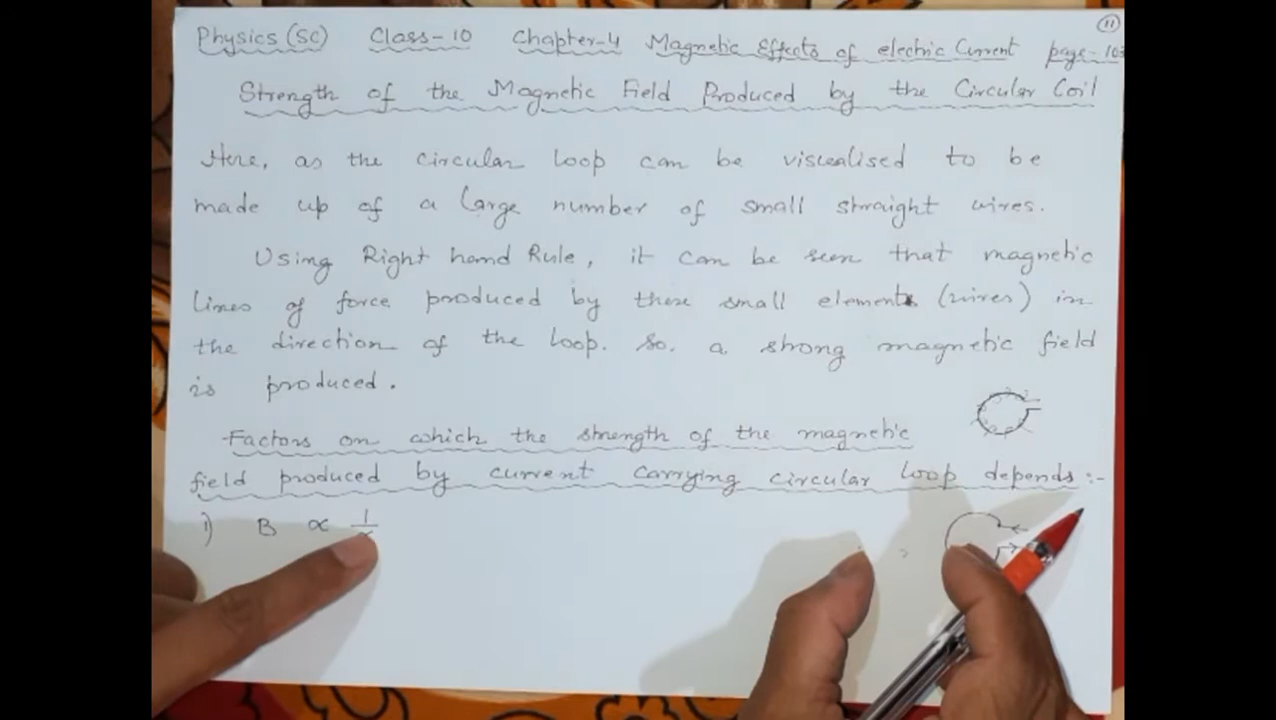 11
Physics (SC) Class-10 Chapter-4 Magnetic Effects of electric Current page-103
Strength of the Magnetic Field Produced by the Circular Coil
Here, as the circular loop can be visualised to be
made up of a large number of small straight wires.
Using Right hand Rule, it can be seen that magnetic
lines of force produced by these small element (wires) in
the direction of the loop. So. a strong magnetic field
is produced.
Factors on which the strength of the magnetic
field produced by current carrying circular loop depends :-
i) B ∝ 1/r